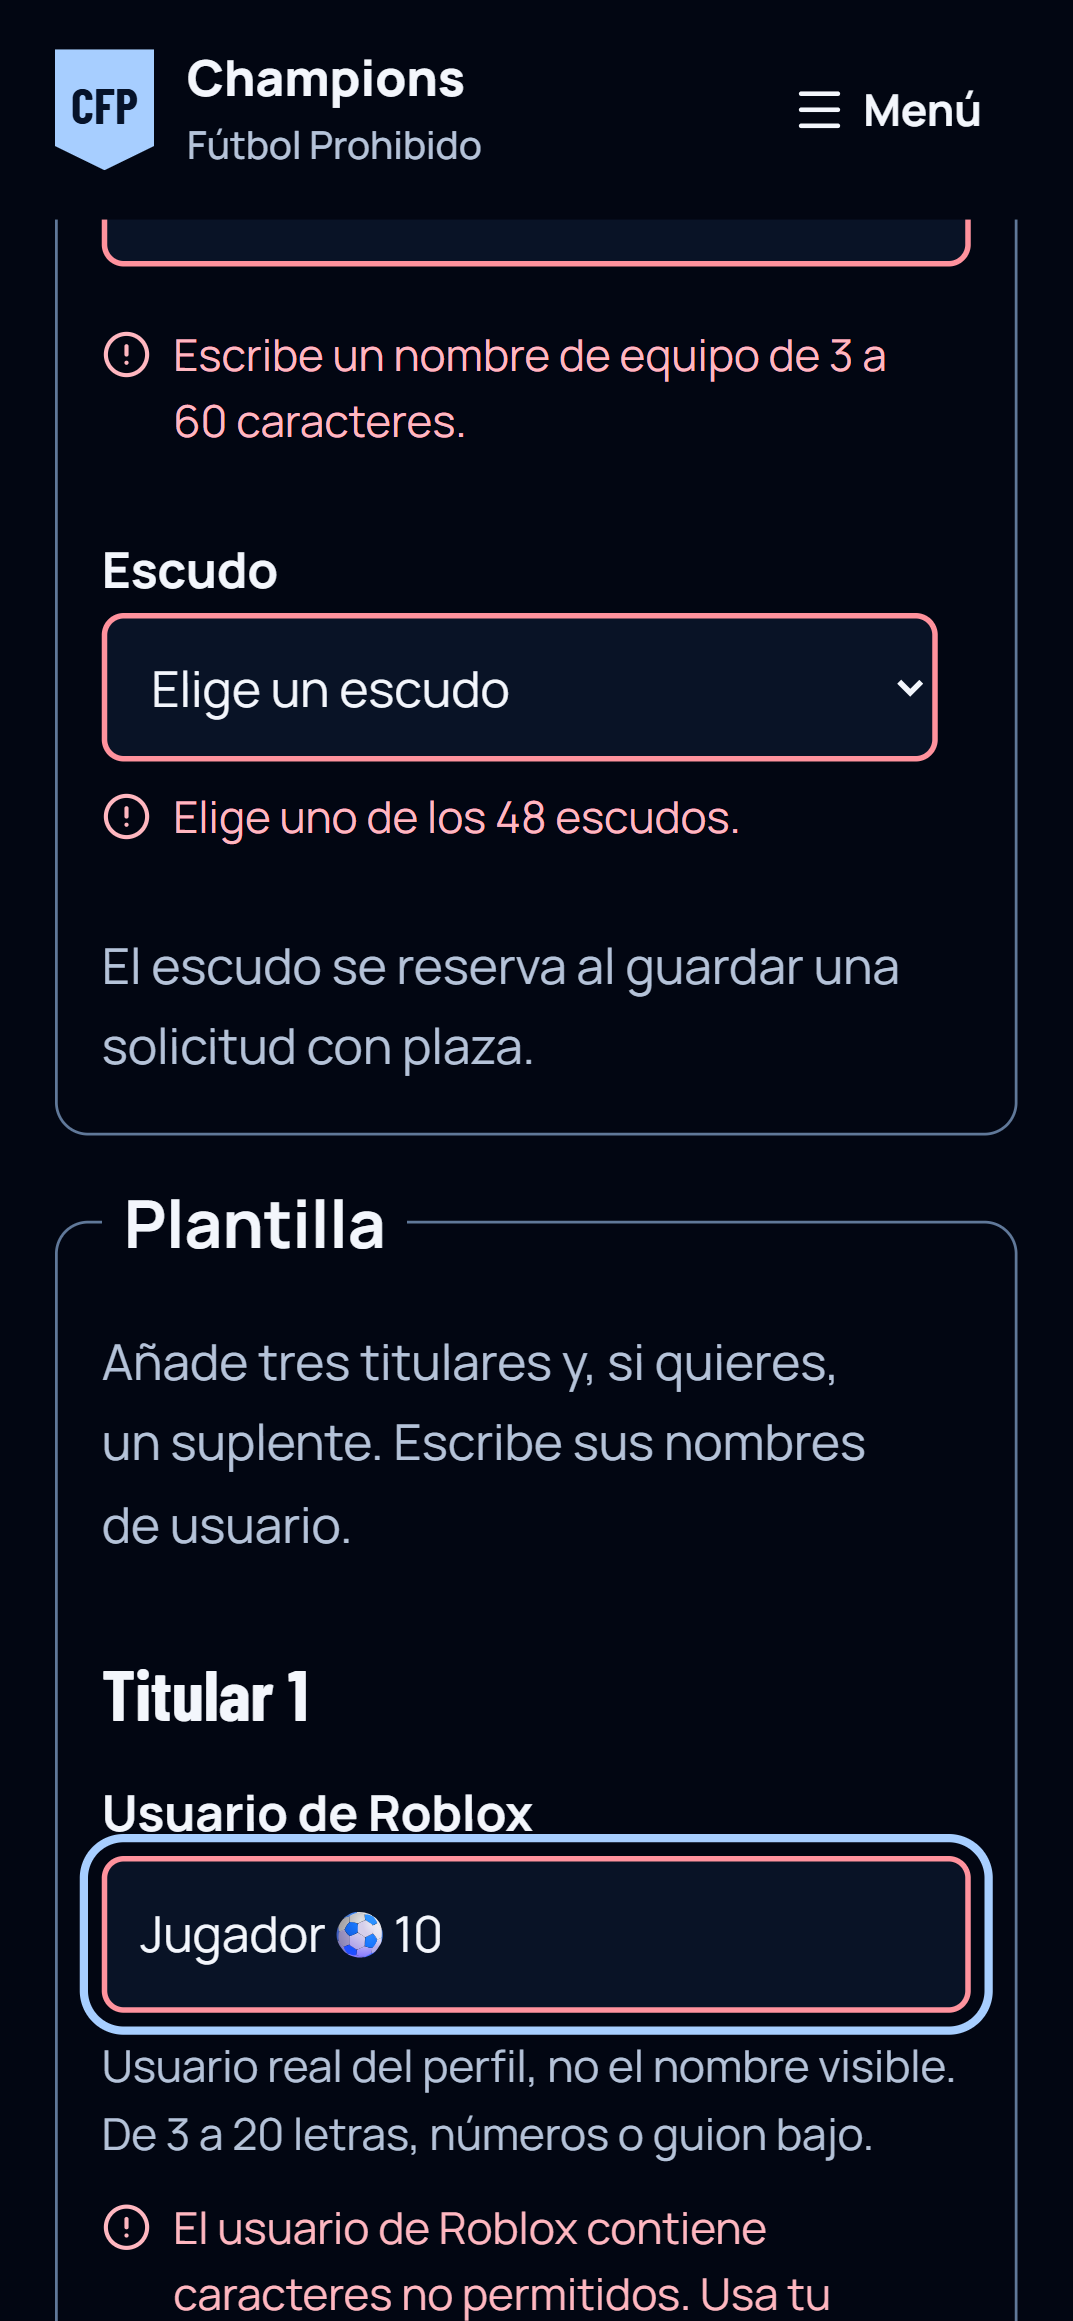 CFP
Champions
Fútbol Prohibido
Menú
Escribe un nombre de equipo de 3 a
60 caracteres.
Escudo
Elige un escudo
Elige uno de los 48 escudos.
El escudo se reserva al guardar una
solicitud con plaza.
Plantilla
Añade tres titulares y, si quieres,
un suplente. Escribe sus nombres
de usuario.
Titular 1
Usuario de Roblox
Jugador ⚽ 10
Usuario real del perfil, no el nombre visible.
De 3 a 20 letras, números o guion bajo.
El usuario de Roblox contiene
caracteres no permitidos. Usa tu